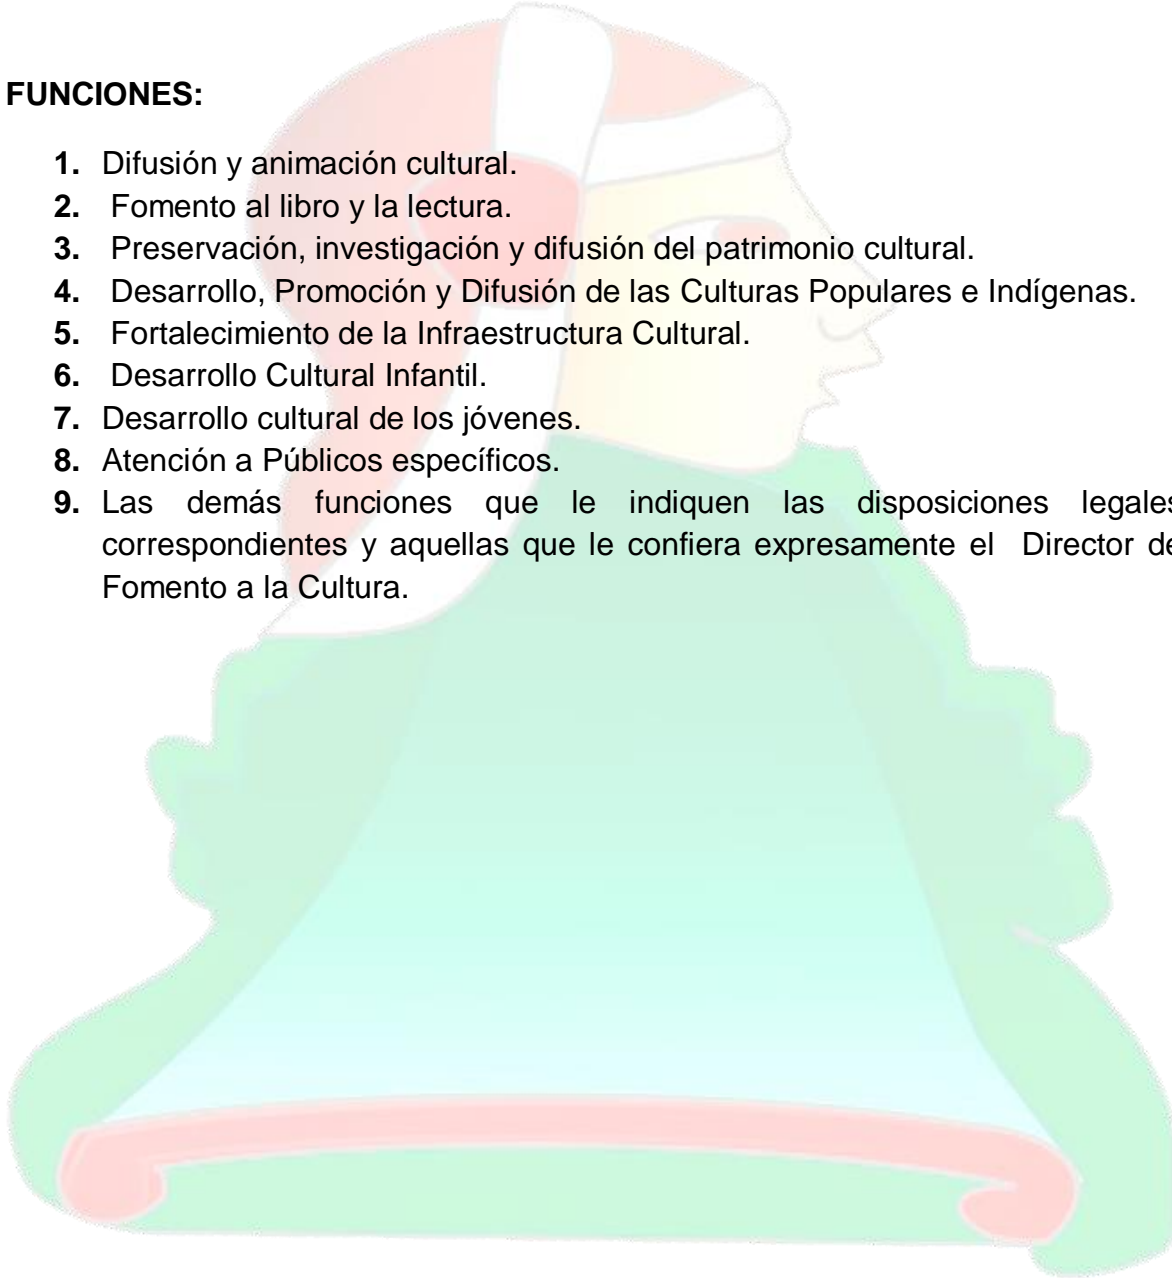 FUNCIONES:
1. Difusión y animación cultural.
2. Fomento al libro y la lectura.
3. Preservación, investigación y difusión del patrimonio cultural.
4. Desarrollo, Promoción y Difusión de las Culturas Populares e Indígenas.
5. Fortalecimiento de la Infraestructura Cultural.
6. Desarrollo Cultural Infantil.
7. Desarrollo cultural de los jóvenes.
8. Atención a Públicos específicos.
9. Las demás funciones que le indiquen las disposiciones legales
correspondientes y aquellas que le confiera expresamente el Director de
Fomento a la Cultura.